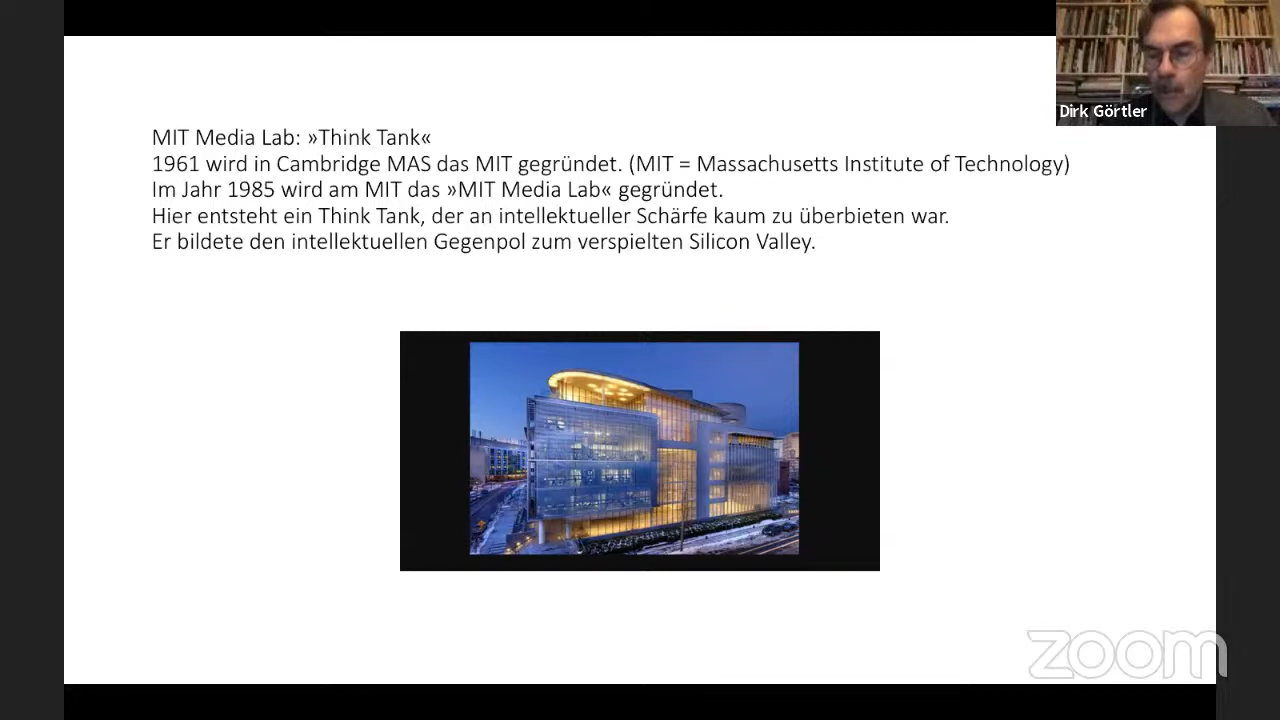 MIT Media Lab: »Think Tank«
1961 wird in Cambridge MAS das MIT gegründet. (MIT = Massachusetts Institute of Technology)
Im Jahr 1985 wird am MIT das »MIT Media Lab« gegründet.
Hier entsteht ein Think Tank, der an intellektueller Schärfe kaum zu überbieten war.
Er bildete den intellektuellen Gegenpol zum verspielten Silicon Valley.
Dirk Görtler
zoom